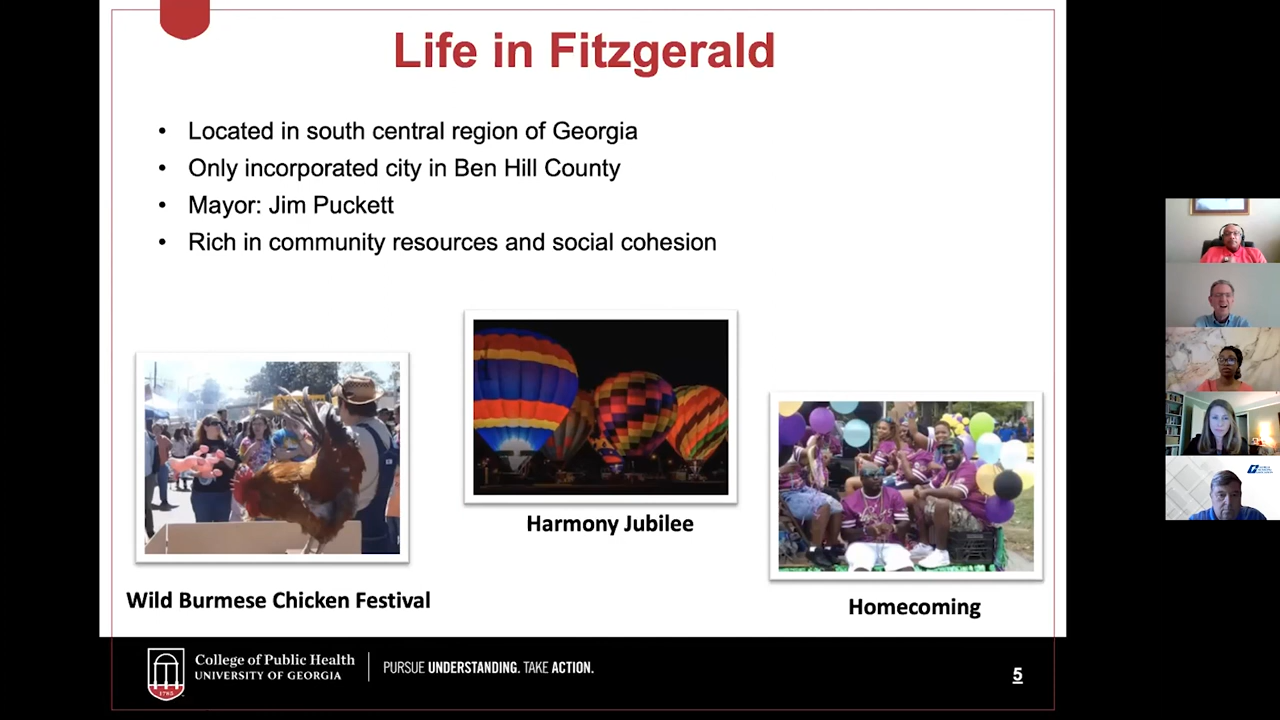 Life in Fitzgerald
• Located in south central region of Georgia
• Only incorporated city in Ben Hill County
• Mayor: Jim Puckett
• Rich in community resources and social cohesion
Harmony Jubilee
Wild Burmese Chicken Festival
Homecoming
College of Public Health
UNIVERSITY OF GEORGIA
PURSUE UNDERSTANDING. TAKE ACTION.
1785
5